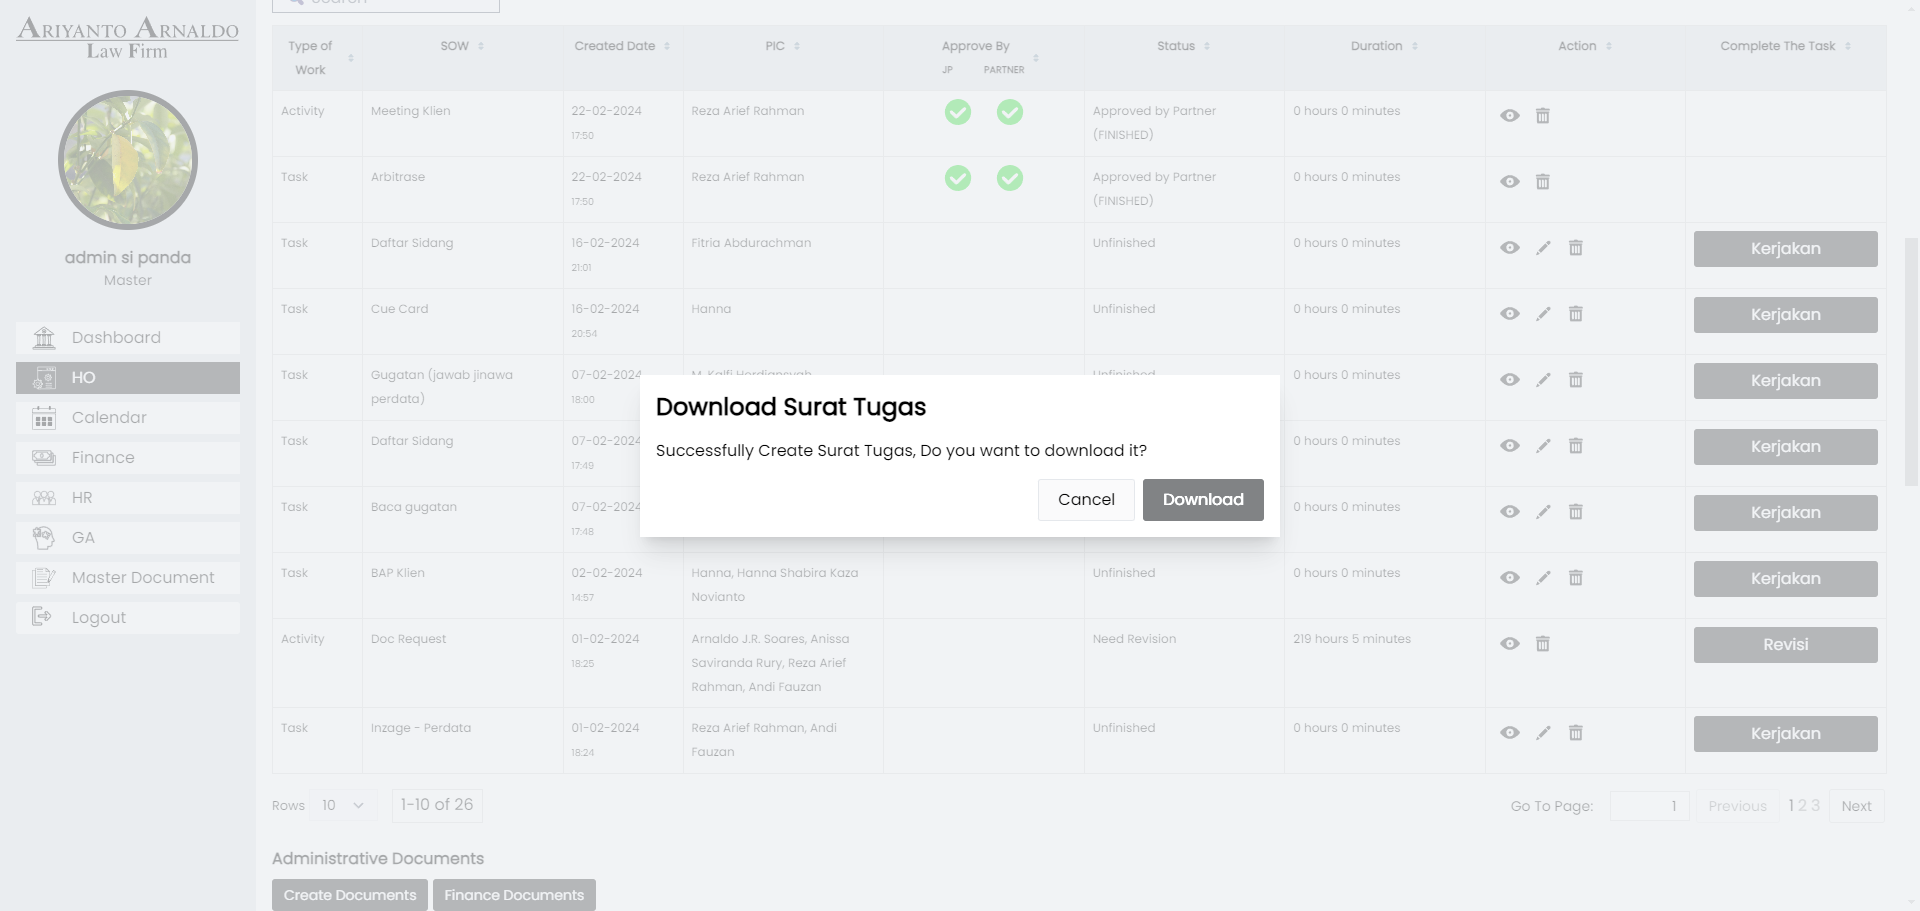 Search
ARIYANTO ARNALDO
Law Firm
admin si panda
Master
Dashboard
HO
Calendar
Finance
HR
GA
Master Document
Logout
Type of Work SOW Created Date PIC Approve By Status Duration Action Complete The Task
JP PARTNER
Activity Meeting Klien 22-02-2024 Reza Arief Rahman Approved by Partner 0 hours 0 minutes
17:50 (FINISHED)
Task Arbitrase 22-02-2024 Reza Arief Rahman Approved by Partner 0 hours 0 minutes
17:50 (FINISHED)
Task Daftar Sidang 16-02-2024 Fitria Abdurachman Unfinished 0 hours 0 minutes Kerjakan
21:01
Task Cue Card 16-02-2024 Hanna Unfinished 0 hours 0 minutes Kerjakan
20:54
Task Gugatan (jawab jinawa 07-02-2024 Unfinished 0 hours 0 minutes Kerjakan
perdata) 18:00
Task Daftar Sidang 07-02-2024 0 hours 0 minutes Kerjakan
17:49
Task Baca gugatan 07-02-2024 0 hours 0 minutes Kerjakan
17:48
Task BAP Klien 02-02-2024 Hanna, Hanna Shabira Kaza Unfinished 0 hours 0 minutes Kerjakan
14:57 Novianto
Activity Doc Request 01-02-2024 Arnaldo J.R. Soares, Anissa Need Revision 219 hours 5 minutes Revisi
18:25 Saviranda Rury, Reza Arief
Rahman, Andi Fauzan
Task Inzage - Perdata 01-02-2024 Reza Arief Rahman, Andi Unfinished 0 hours 0 minutes Kerjakan
18:24 Fauzan
Download Surat Tugas
Successfully Create Surat Tugas, Do you want to download it?
Cancel Download
Rows 10 1-10 of 26 Go To Page: 1 Previous 1 2 3 Next
Administrative Documents
Create Documents Finance Documents